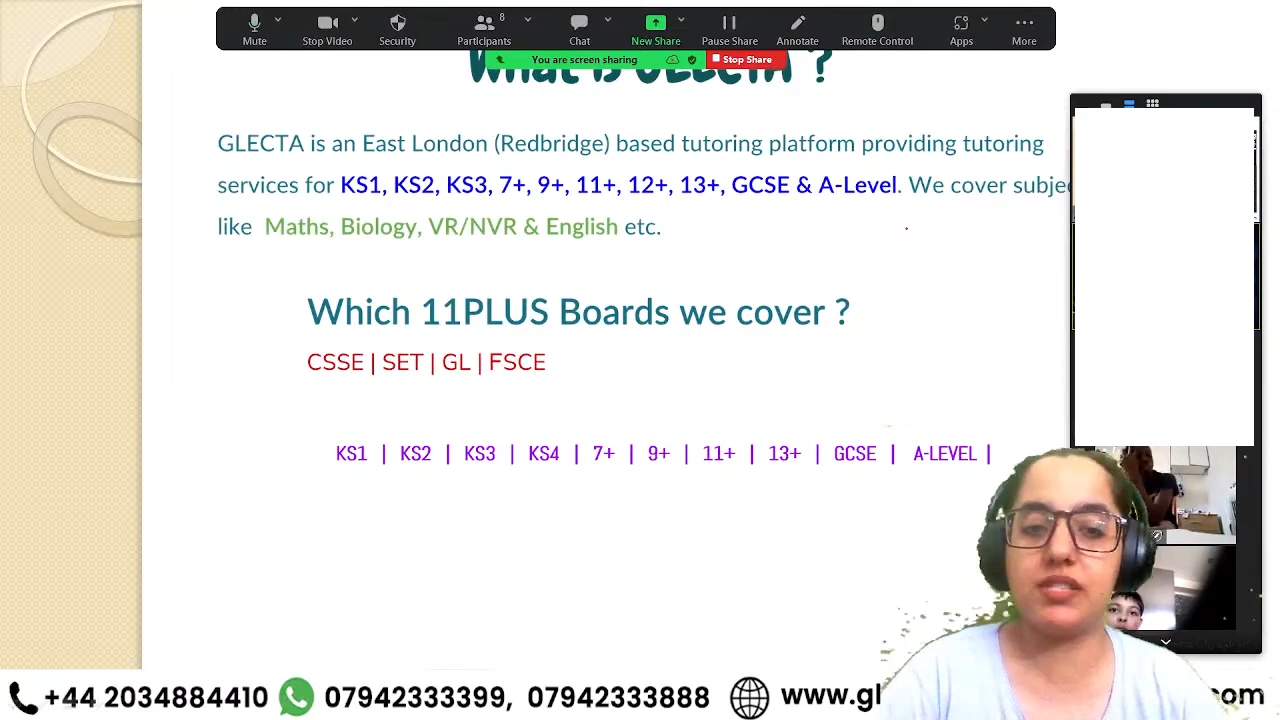 8
Mute Stop Video Security Participants Chat New Share Pause Share Annotate Remote Control Apps More
You are screen sharing Stop Share
What is GLECTA ?
GLECTA is an East London (Redbridge) based tutoring platform providing tutoring
services for KS1, KS2, KS3, 7+, 9+, 11+, 12+, 13+, GCSE & A-Level. We cover
like Maths, Biology, VR/NVR & English etc.
Which 11PLUS Boards we cover ?
CSSE | SET | GL | FSCE
KS1 | KS2 | KS3 | KS4 | 7+ | 9+ | 11+ | 13+ | GCSE | A-LEVEL |
+44 2034884410 07942333399, 07942333888